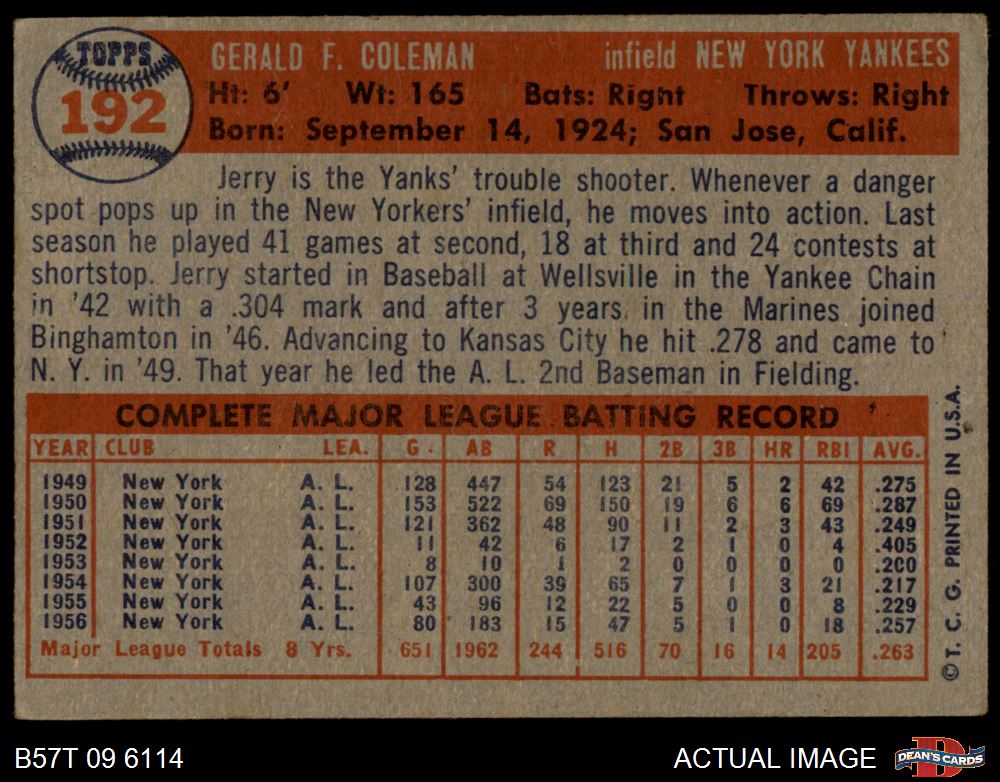 TOPPS
192
GERALD F. COLEMAN infield NEW YORK YANKEES
Ht: 6' Wt: 165 Bats: Right Throws: Right
Born: September 14, 1924; San Jose, Calif.
Jerry is the Yanks' trouble shooter. Whenever a danger
spot pops up in the New Yorkers' infield, he moves into action. Last
season he played 41 games at second, 18 at third and 24 contests at
shortstop. Jerry started in Baseball at Wellsville in the Yankee Chain
in '42 with a .304 mark and after 3 years in the Marines joined
Binghamton in '46. Advancing to Kansas City he hit .278 and came to
N. Y. in '49. That year he led the A. L. 2nd Baseman in Fielding.
COMPLETE MAJOR LEAGUE BATTING RECORD
YEAR CLUB LEA. G. AB R H 2B 3B HR RBI AVG.
1949 New York A. L. 128 447 54 123 21 5 2 42 .275
1950 New York A. L. 153 522 69 150 19 6 6 69 .287
1951 New York A. L. 121 362 48 90 11 2 3 43 .249
1952 New York A. L. 11 42 6 17 2 1 0 4 .405
1953 New York A. L. 8 10 1 2 0 0 0 0 .200
1954 New York A. L. 107 300 39 65 7 1 3 21 .217
1955 New York A. L. 43 96 12 22 5 0 0 8 .229
1956 New York A. L. 80 183 15 47 5 1 0 18 .257
Major League Totals 8 Yrs. 651 1962 244 516 70 16 14 205 .263
© T. C. G. PRINTED IN U.S.A.
B57T 09 6114 ACTUAL IMAGE
DEAN'S CARDS